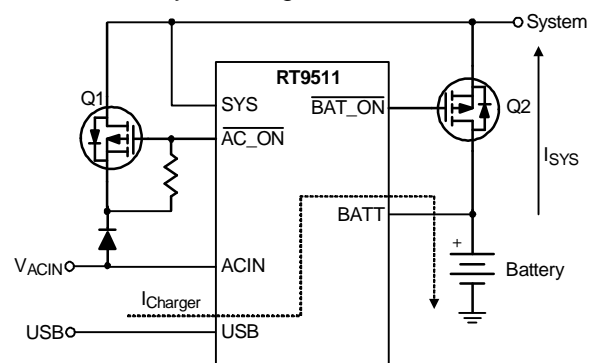 System
RT9511
Q1
SYS
BAT_ON
Q2
AC_ON
ISYS
BATT
+
VACIN
ACIN
Battery
ICharger
USB
USB